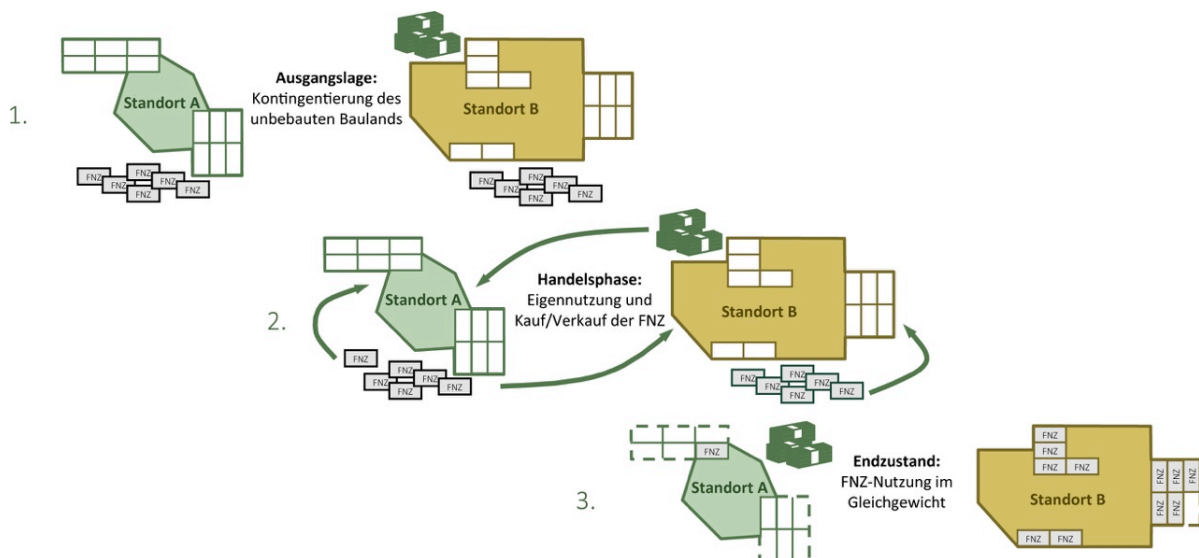 1.
Standort A
Ausgangslage:
Kontingentierung des
unbebauten Baulands
Standort B
FNZ
FNZ
FNZ
FNZ
FNZ
FNZ
FNZ
FNZ
FNZ
FNZ
FNZ
FNZ
2.
Standort A
Handelsphase:
Eigennutzung und
Kauf/Verkauf der FNZ
Standort B
FNZ
FNZ
FNZ
FNZ
FNZ
FNZ
FNZ
FNZ
FNZ
FNZ
FNZ
FNZ
3.
FNZ
Standort A
Endzustand:
FNZ-Nutzung im
Gleichgewicht
FNZ
FNZ
FNZ FNZ
Standort B
FNZ FNZ FNZ
FNZ FNZ
FNZ FNZ